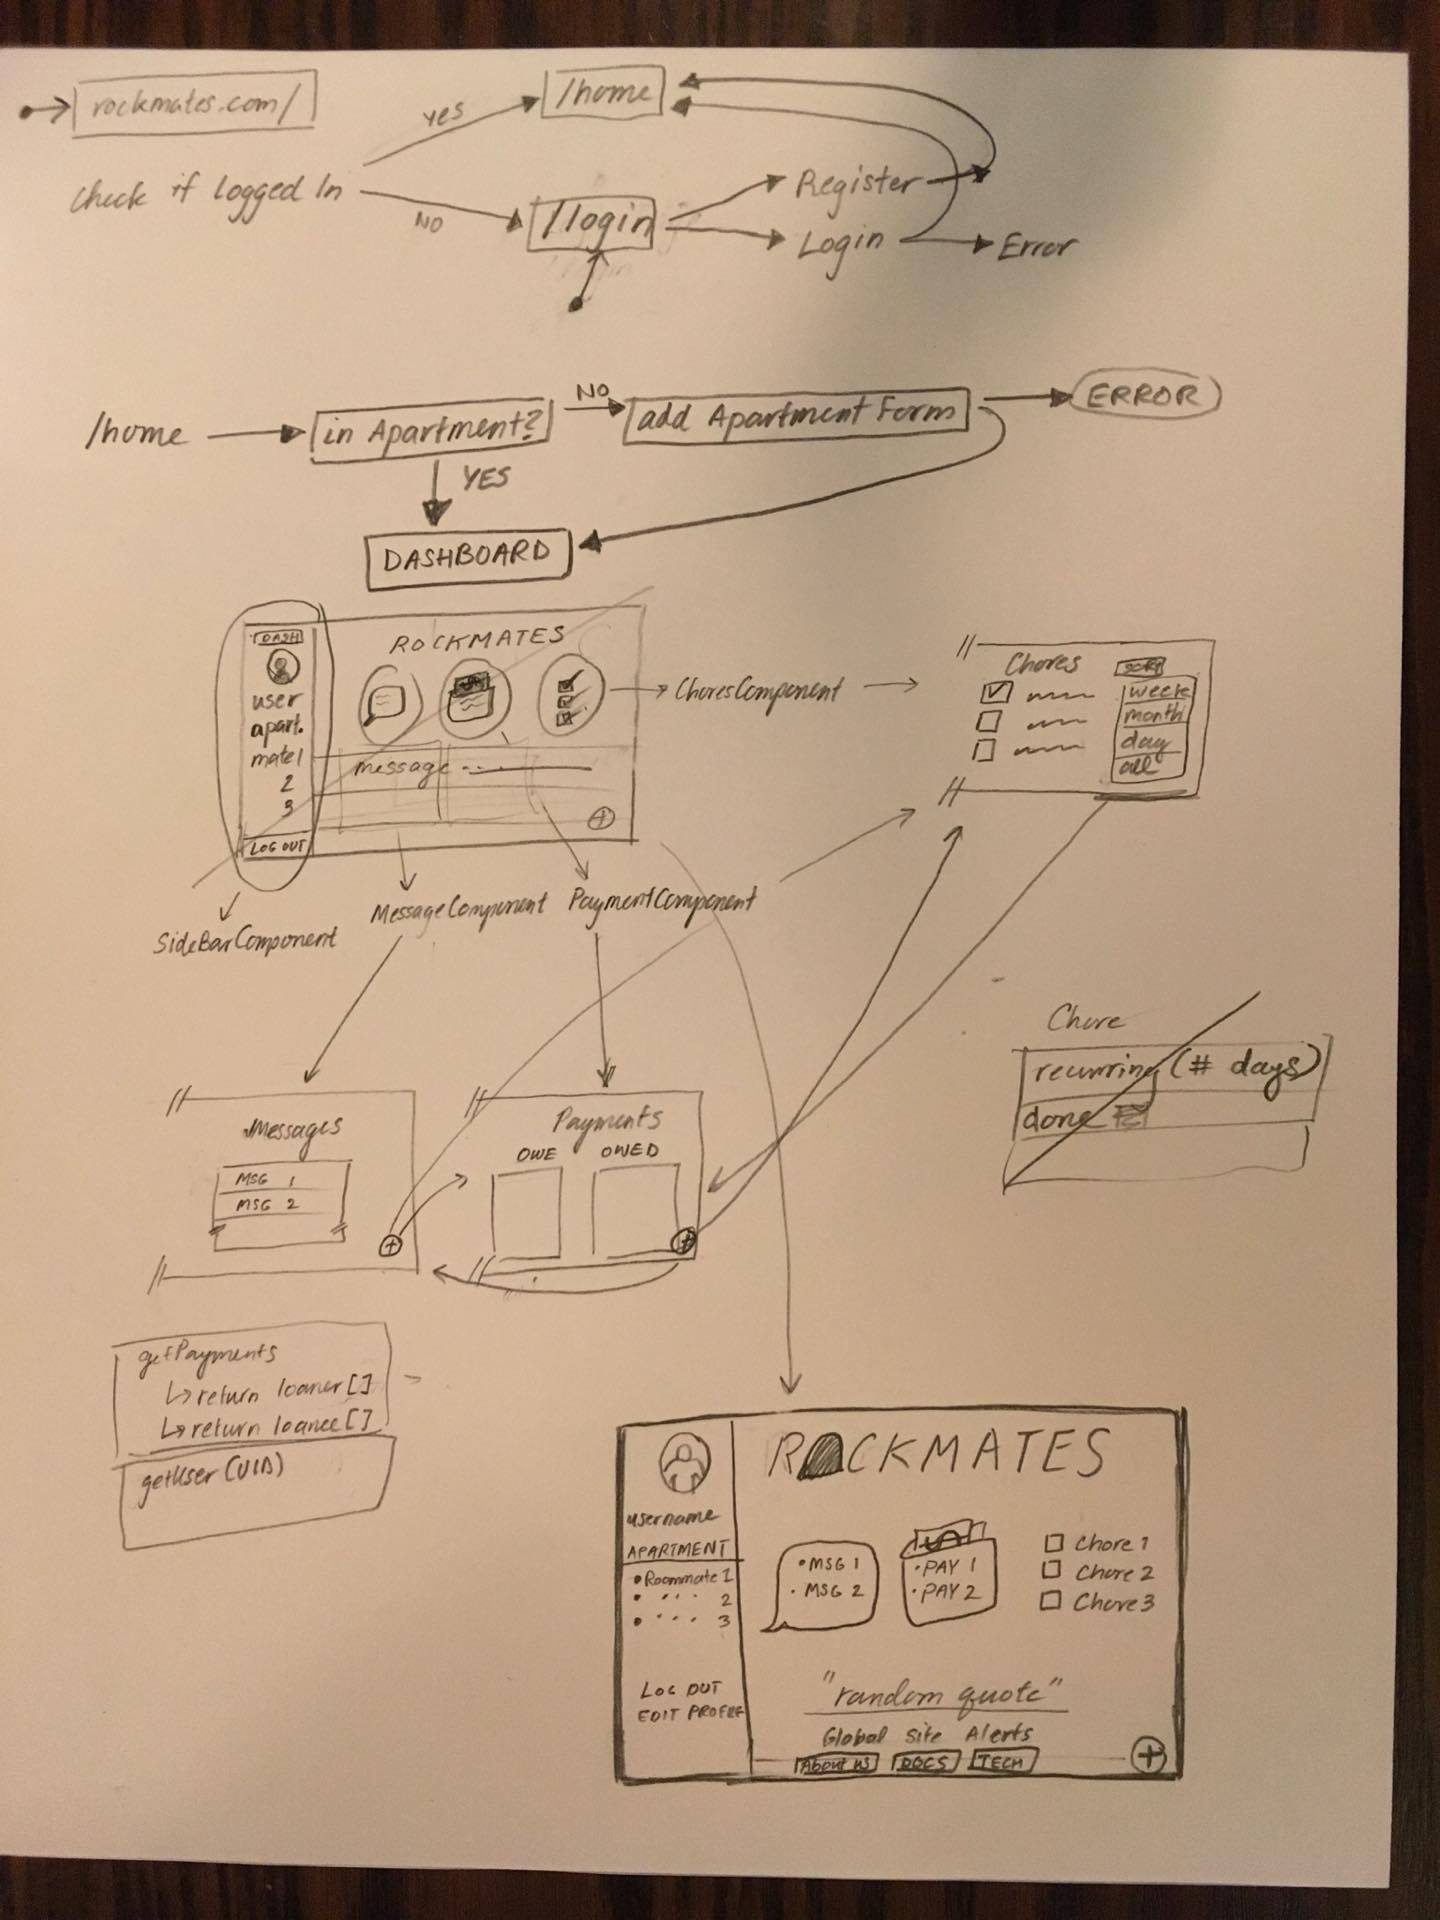 rockmates.com/
yes
/home
Check if Logged In
NO
/login
Register
Login
Error
/home
in Apartment?
NO
add Apartment Form
ERROR
YES
DASHBOARD
DASH
user
apart.
mate1
2
3
LOG OUT
ROCKMATES
message
ChoresComponent
Chores
SORT
week
month
day
all
SideBarComponent
MessageComponent
PaymentComponent
Chore
recurring (# days)
done
Messages
MSG 1
MSG 2
Payments
OWE
OWED
getPayments
↳ return loaner []
↳ return loanee []
getUser (UID)
ROCKMATES
username
APARTMENT
• Roommate 1
• " 2
• " 3
LOG OUT
EDIT PROFILE
• MSG 1
• MSG 2
• PAY 1
• PAY 2
Chore 1
Chore 2
Chore 3
"random quote"
Global Site Alerts
About us
DOCS
TECH